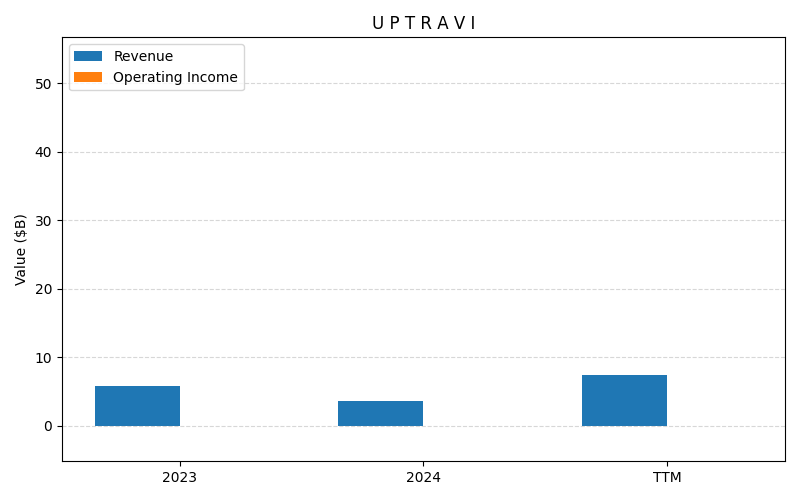 U P T R A V I
Revenue
Operating Income
Value ($B)
50
40
30
20
10
0
2023 2024 TTM